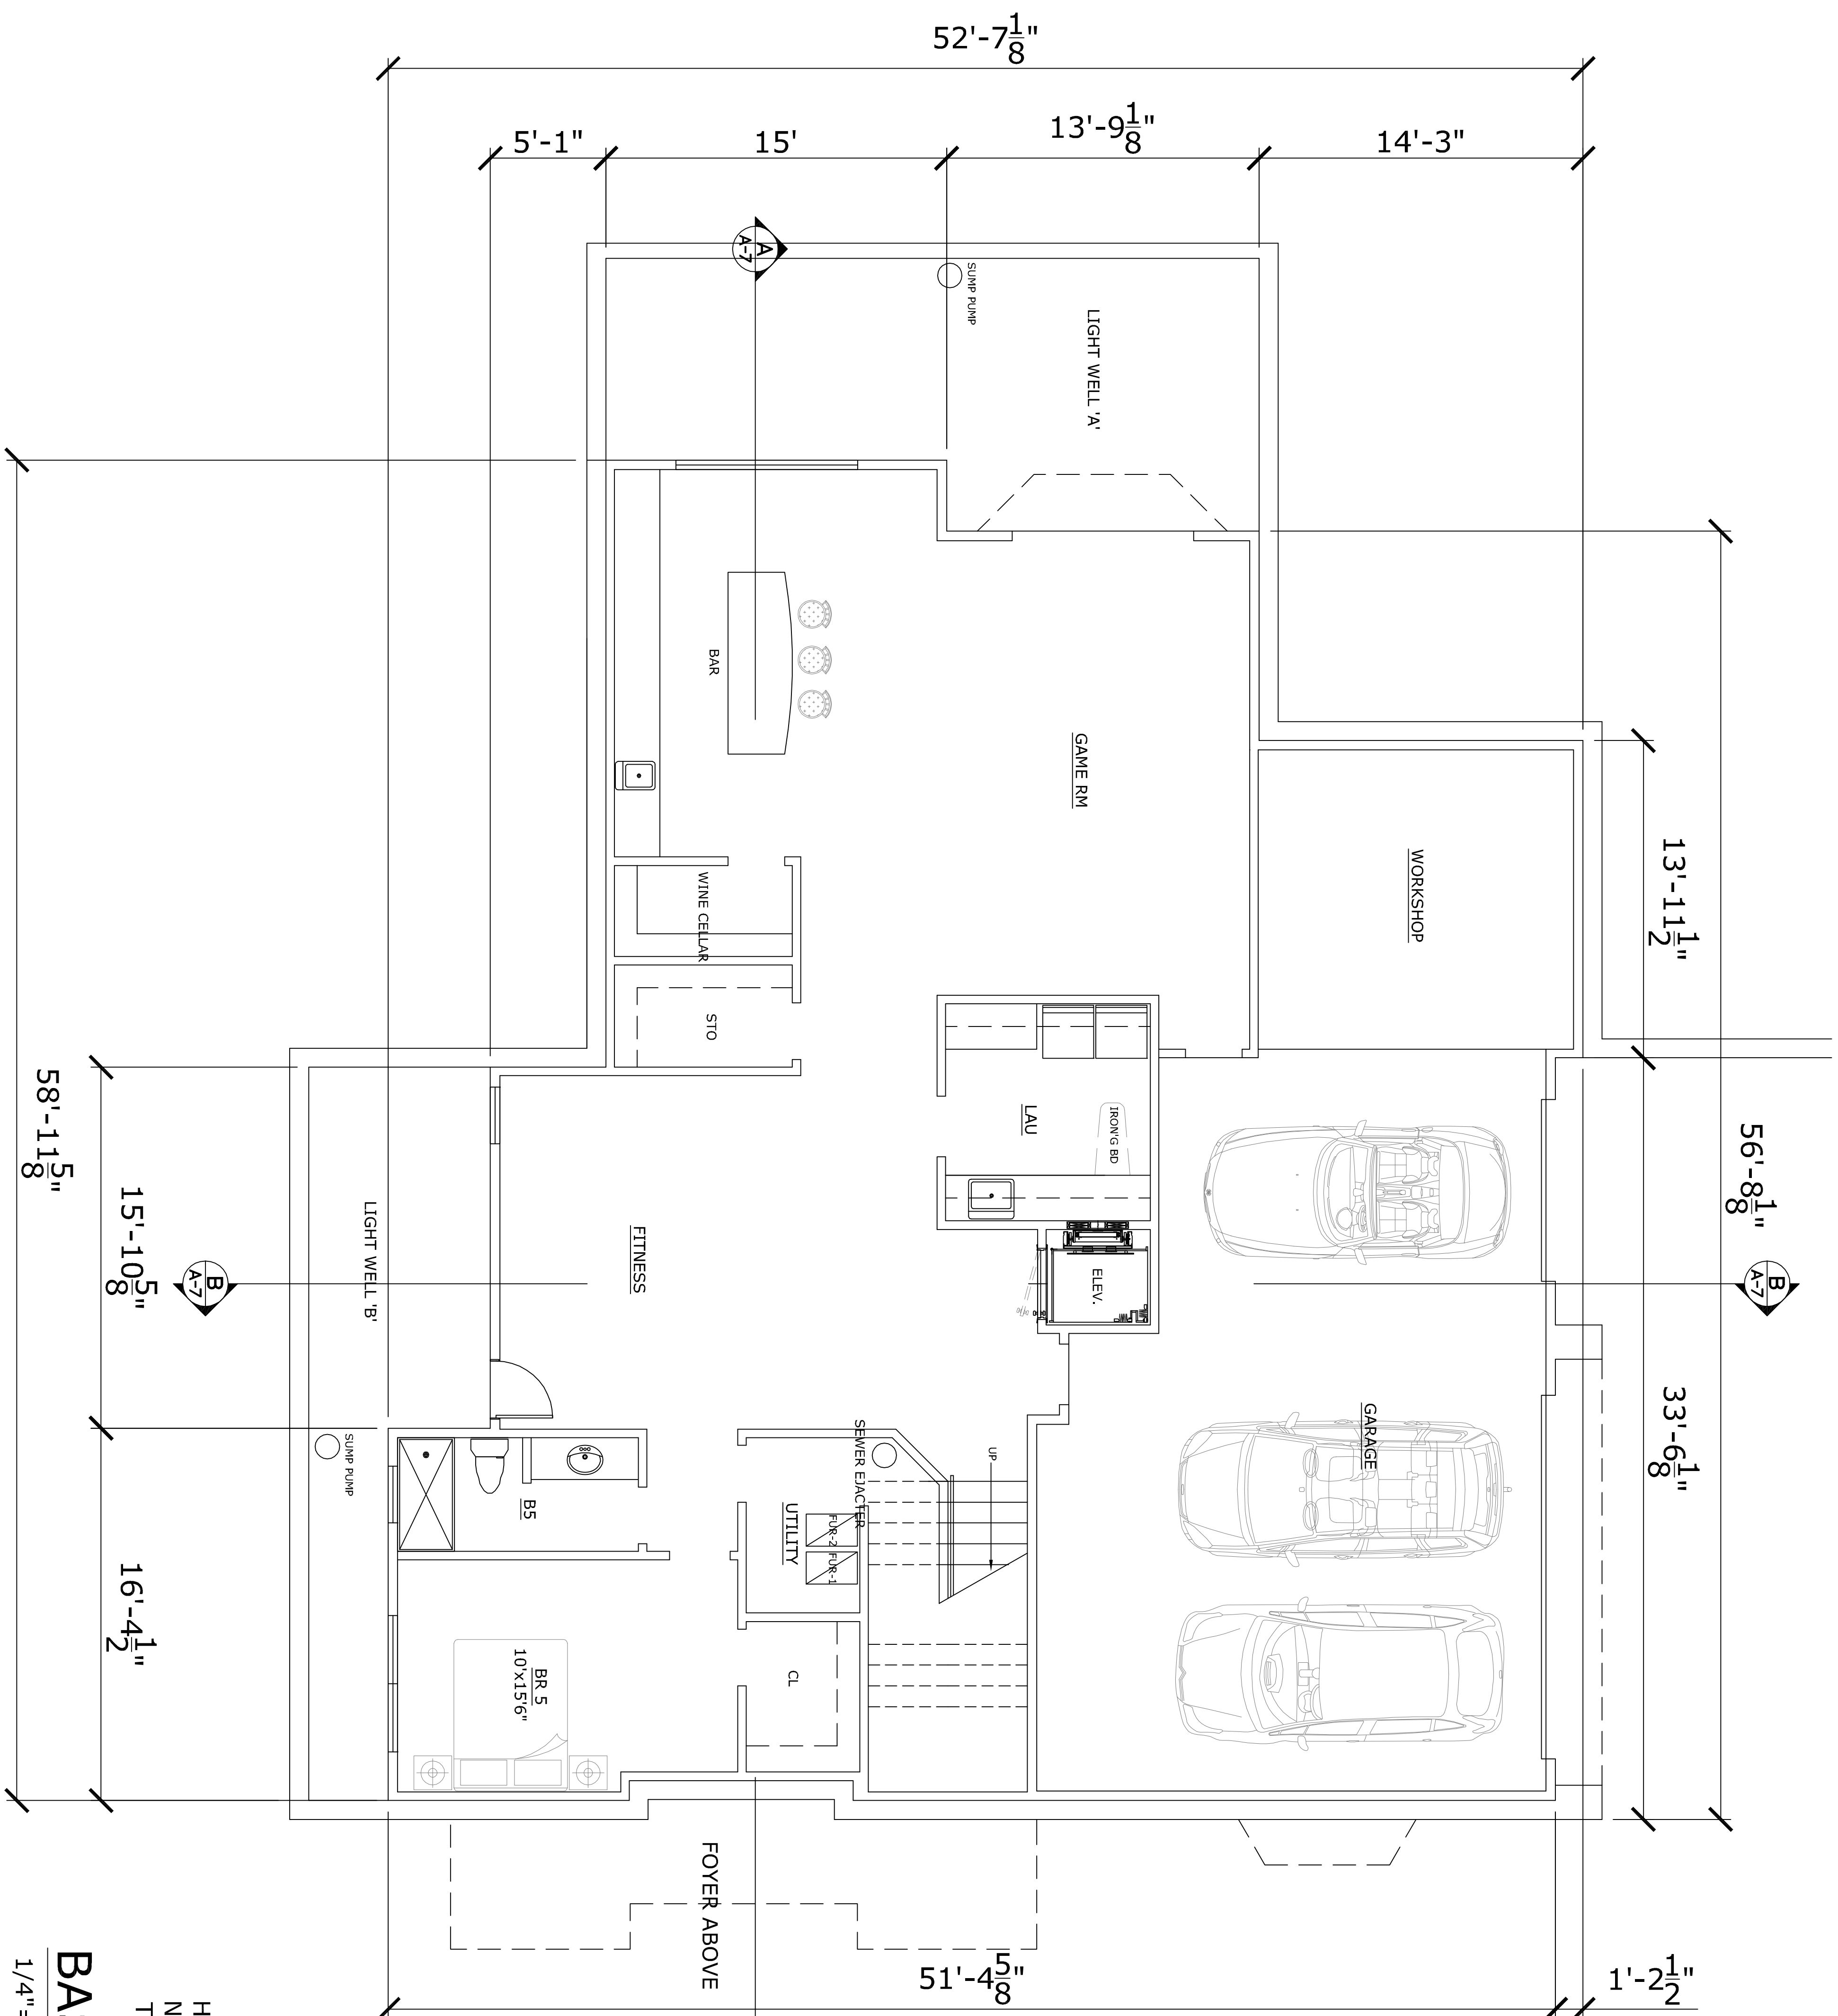 52'-7 1/8"
5'-1"
15'
13'-9 1/8"
14'-3"
A
A-7
SUMP PUMP
LIGHT WELL 'A'
BAR
GAME RM
WORKSHOP
13'-11 1/2"
WINE CELLAR
STO
LAU
IRON'G BD
58'-11 5/8"
15'-10 5/8"
LIGHT WELL 'B'
FITNESS
ELEV.
56'-8 1/8"
B
A-7
B
A-7
33'-6 1/8"
GARAGE
SUMP PUMP
SEWER EJACTER
UP
B5
UTILITY
FUR-2
FUR-1
16'-4 1/2"
BR 5
10'x15'6"
CL
FOYER ABOVE
51'-4 5/8"
1'-2 1/2"
BA
1/4"=
H
N
T